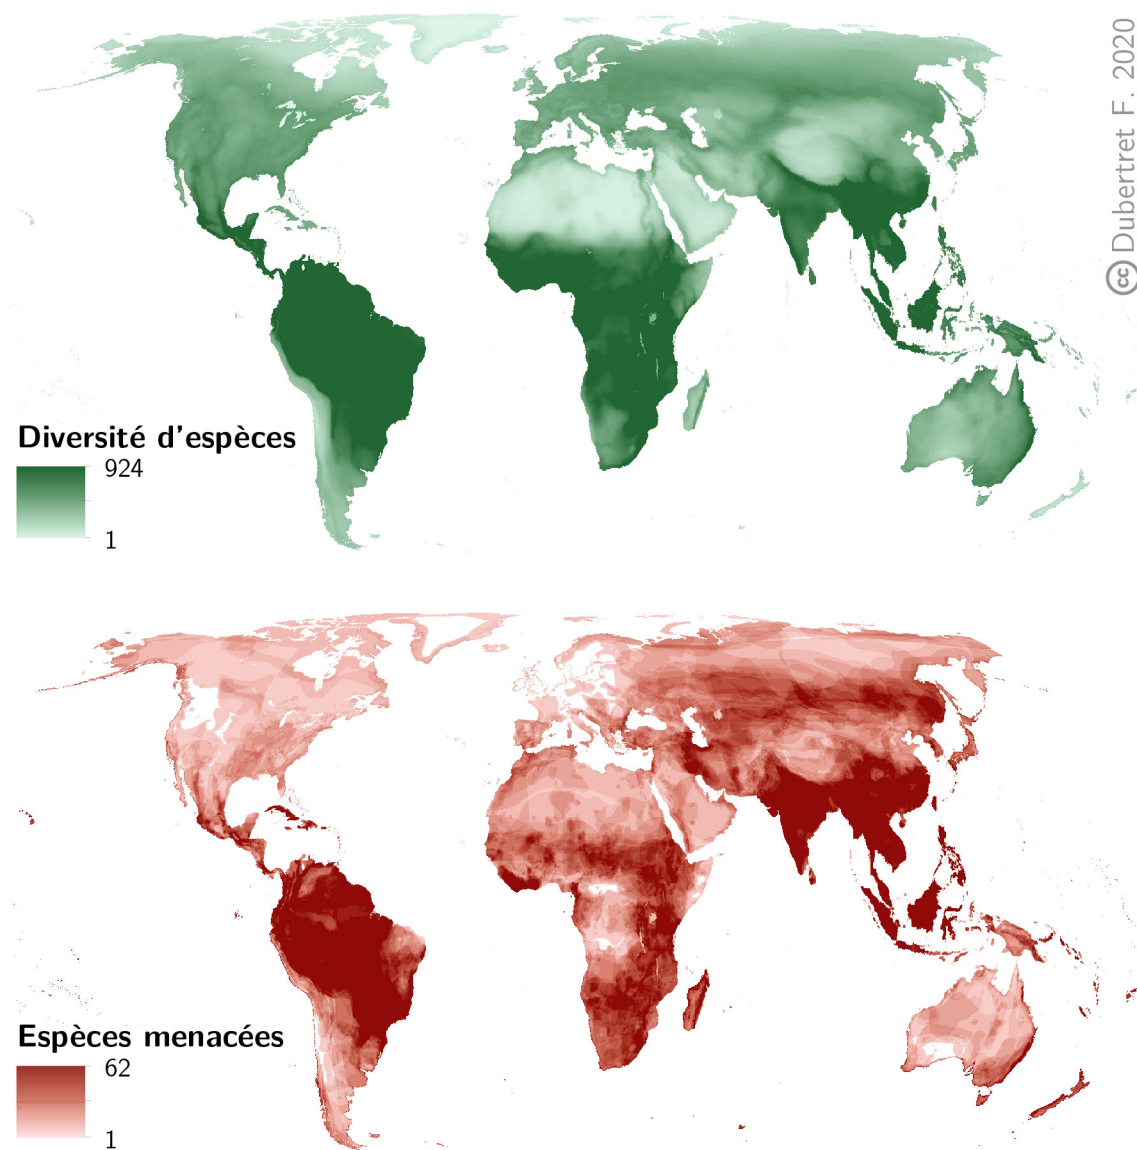 cc Dubertret F. 2020
Diversité d'espèces
924
1
Espèces menacées
62
1